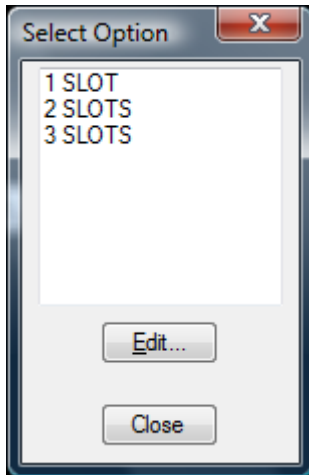 Select Option
1 SLOT
2 SLOTS
3 SLOTS
Edit...
Close